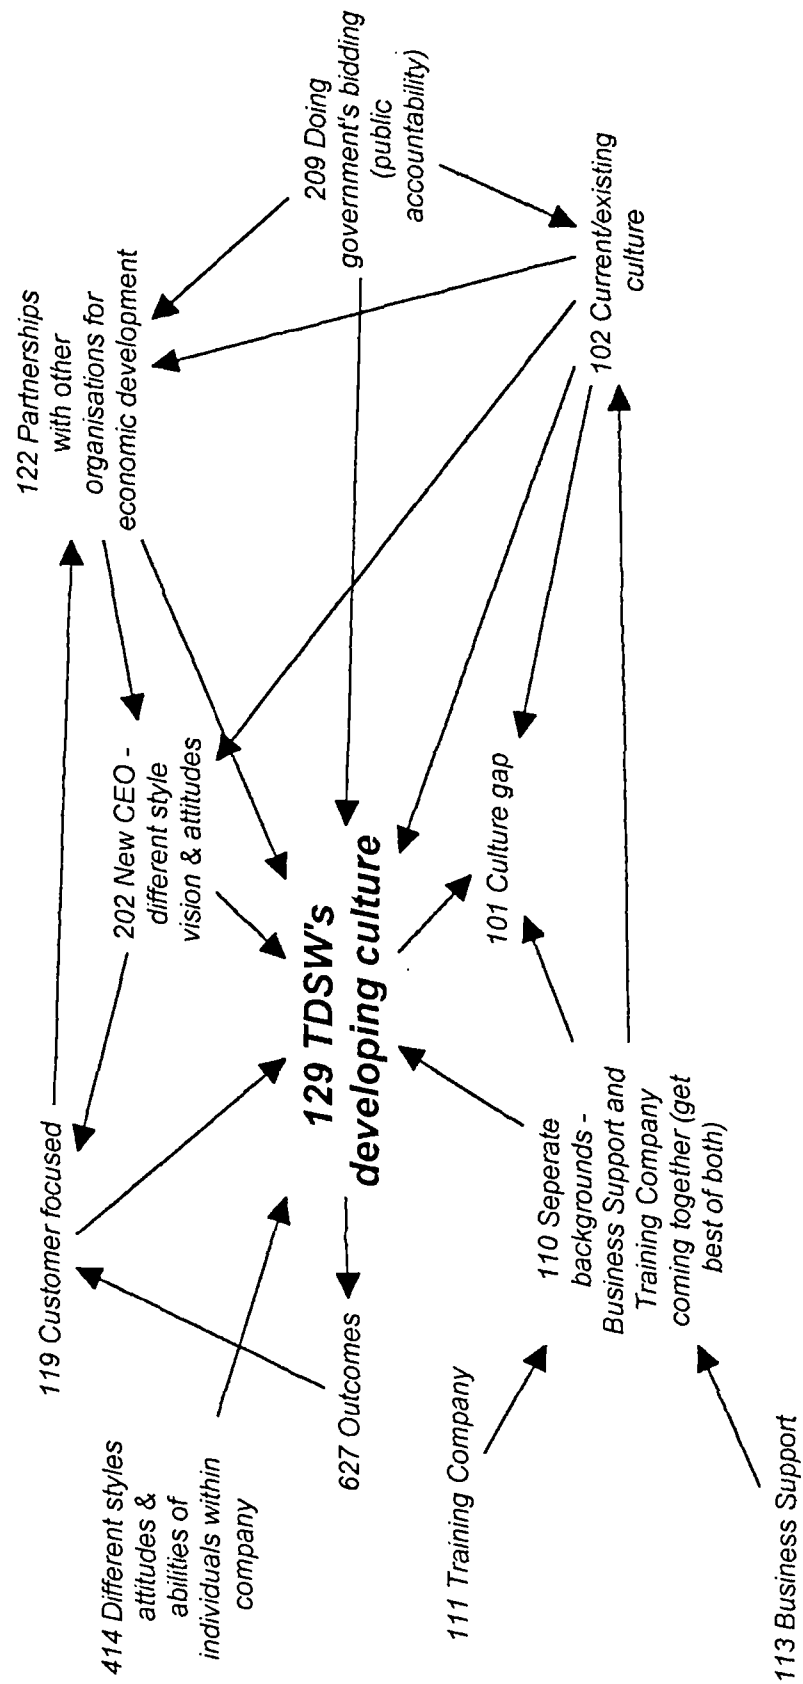 414 Different styles
attitudes &
abilities of
individuals within
company
119 Customer focused
202 New CEO -
different style
vision & attitudes
122 Partnerships
with other
organisations for
economic development
627 Outcomes
129 TDSW's
developing culture
209 Doing
government's bidding
(public
accountability)
111 Training Company
110 Seperate
backgrounds -
Business Support and
Training Company
coming together (get
best of both)
101 Culture gap
102 Current/existing
culture
113 Business Support